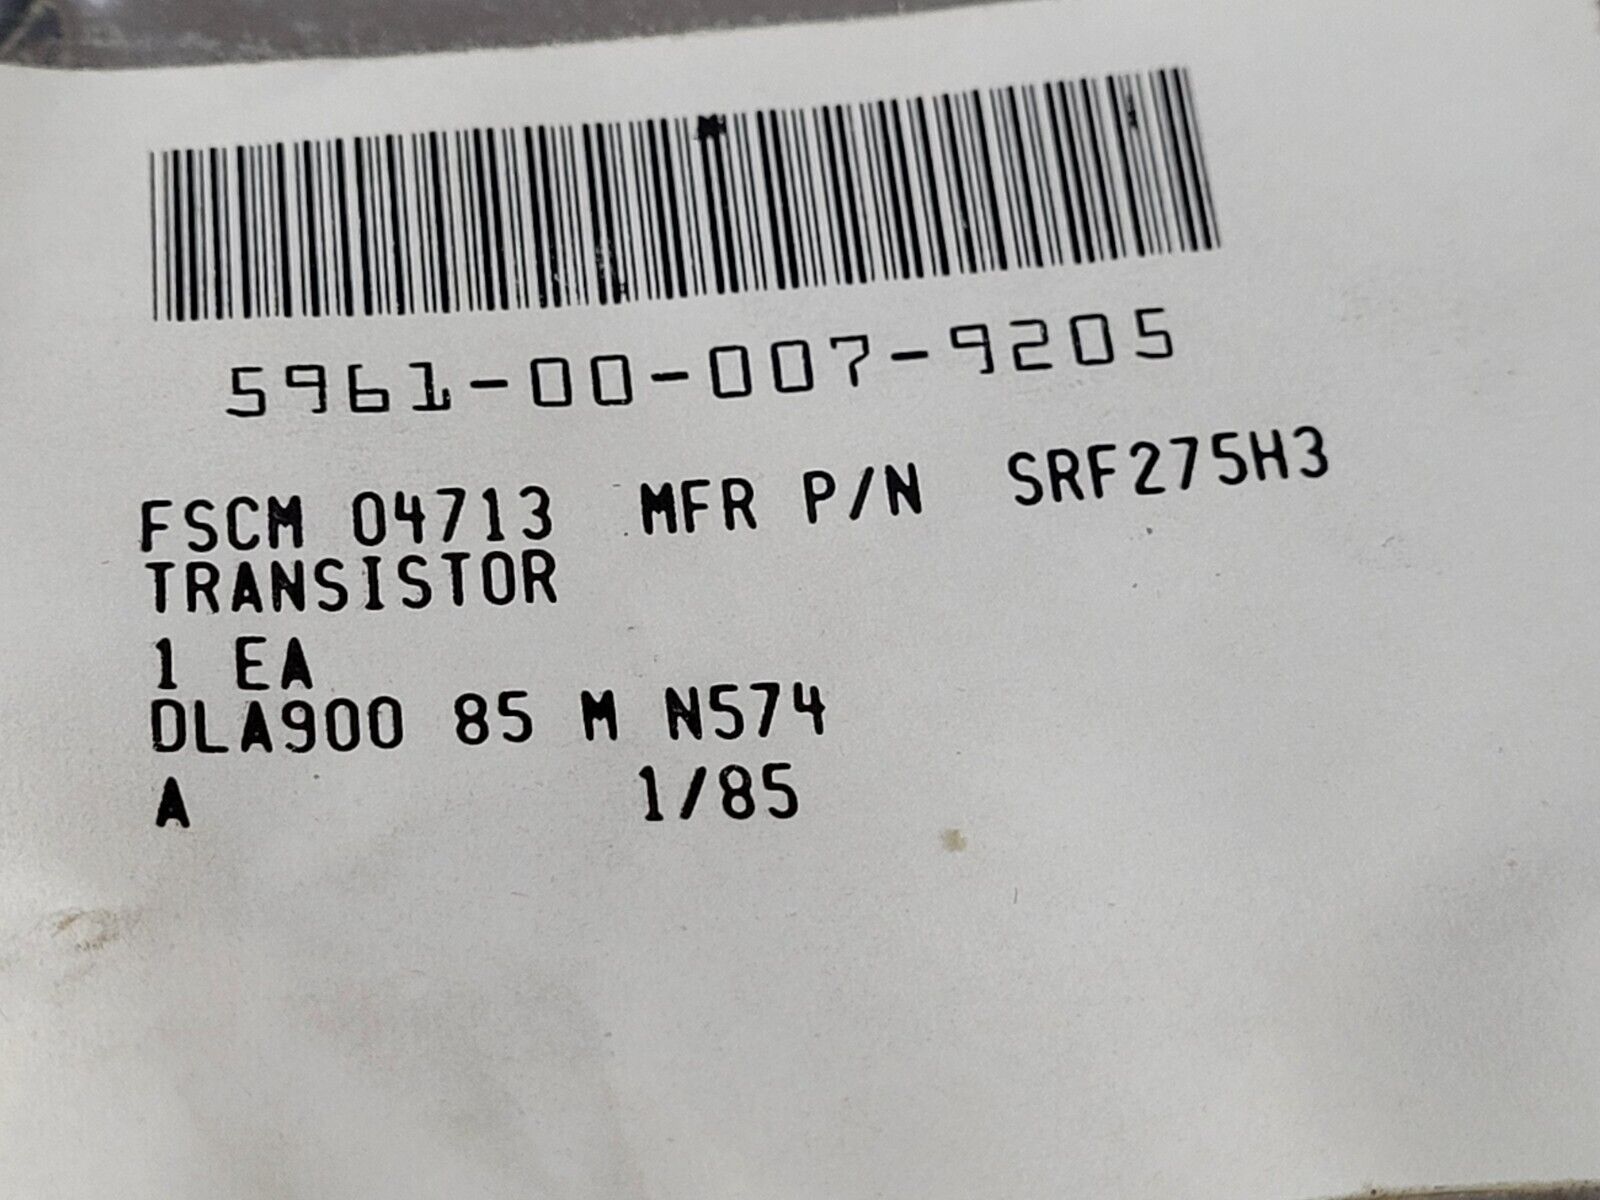 5961-00-007-9205
FSCM 04713 MFR P/N SRF275H3
TRANSISTOR
1 EA
DLA900 85 M N574
A 1/85